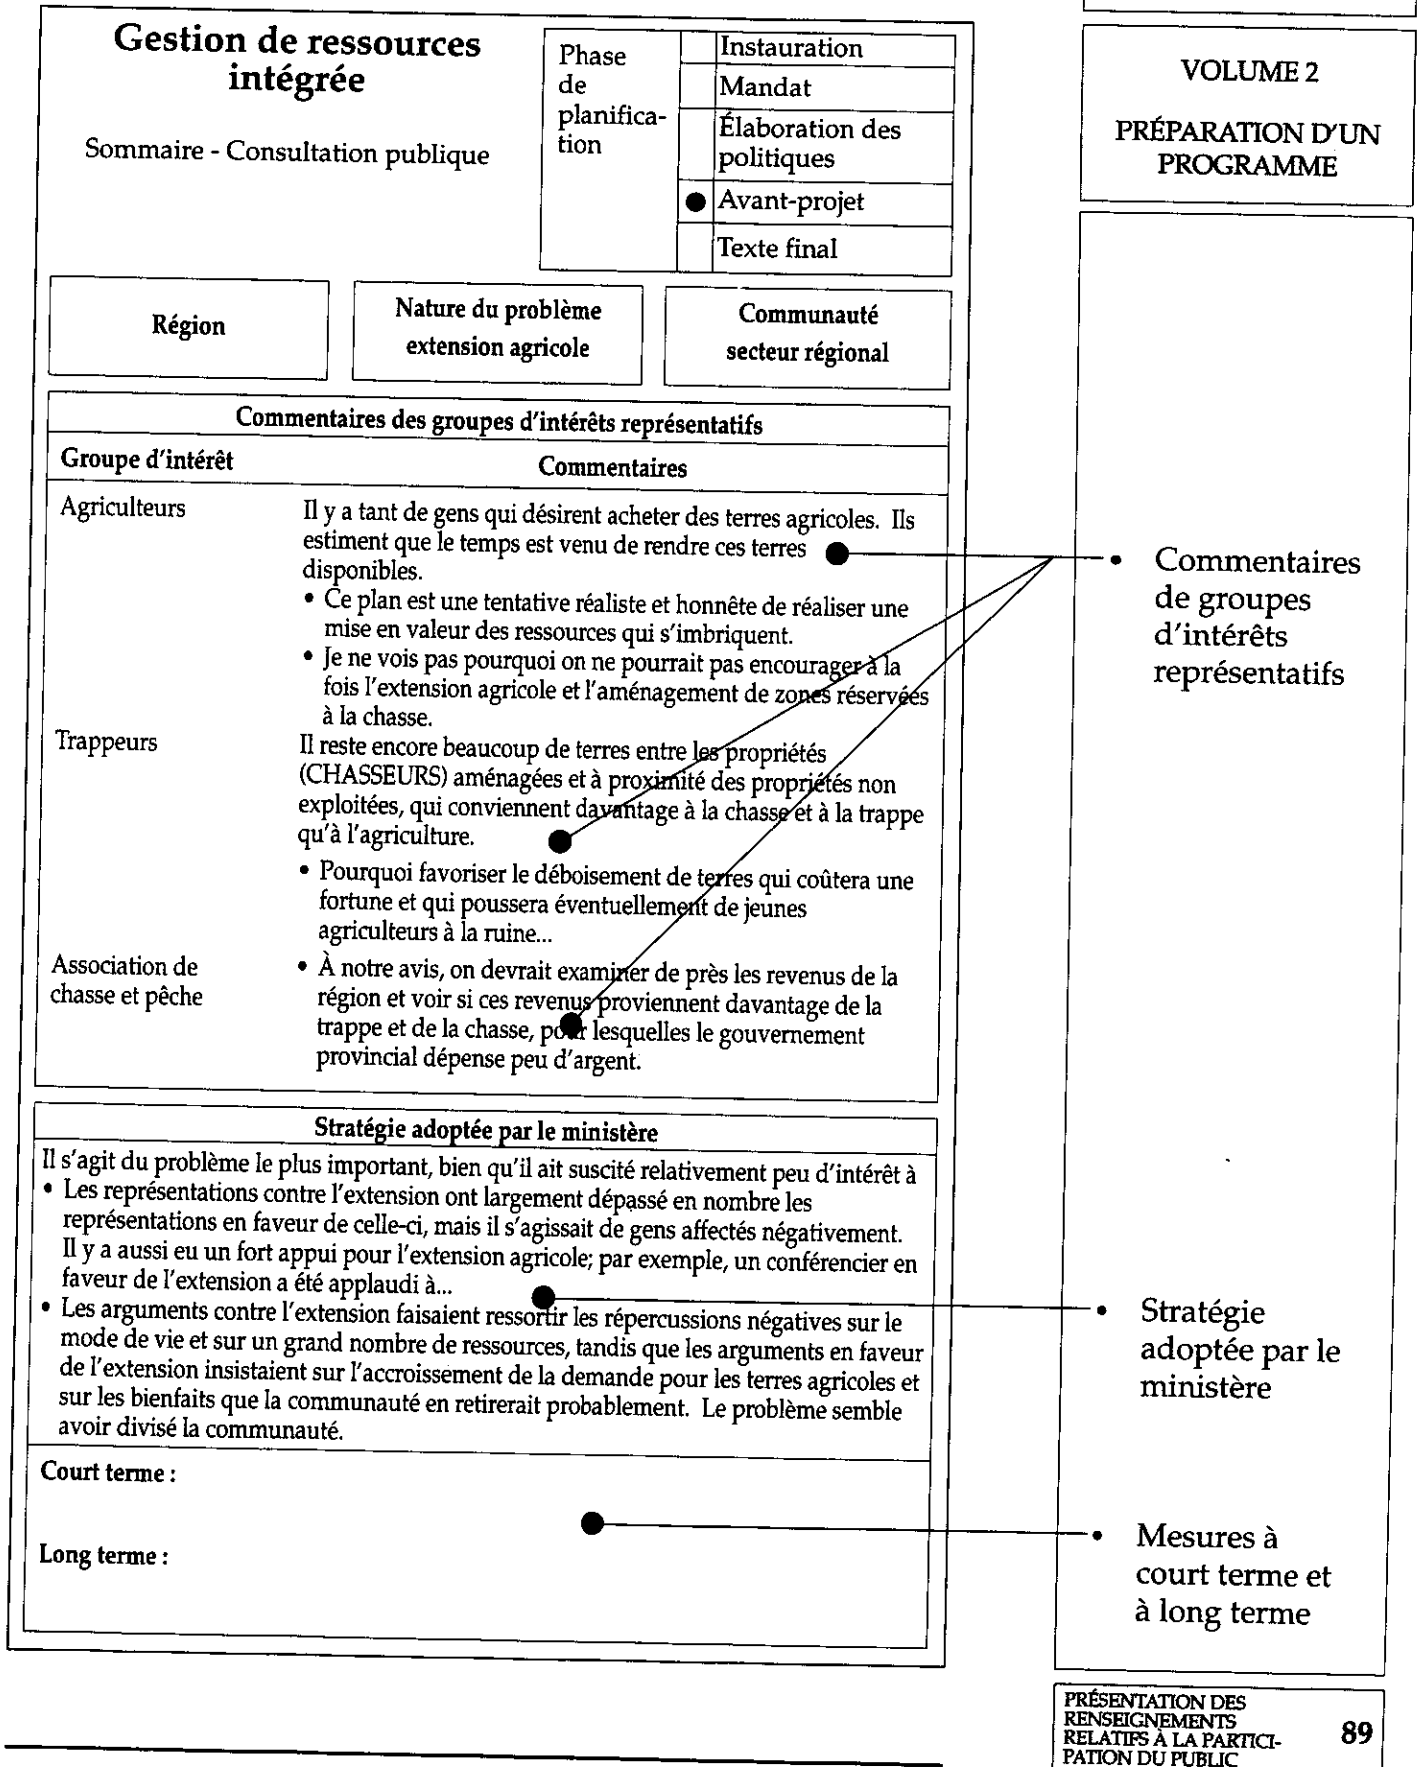 Gestion de ressources
intégrée
Sommaire - Consultation publique
Phase
de
planifica-
tion
Instauration
Mandat
Élaboration des
politiques
● Avant-projet
Texte final
VOLUME 2
PRÉPARATION D'UN
PROGRAMME
Région
Nature du problème
extension agricole
Communauté
secteur régional
Commentaires des groupes d'intérêts représentatifs
Groupe d'intérêt Commentaires
Agriculteurs Il y a tant de gens qui désirent acheter des terres agricoles. Ils
estiment que le temps est venu de rendre ces terres
disponibles.
• Ce plan est une tentative réaliste et honnête de réaliser une
mise en valeur des ressources qui s'imbriquent.
• Je ne vois pas pourquoi on ne pourrait pas encourager à la
fois l'extension agricole et l'aménagement de zones réservéés
à la chasse.
Trappeurs Il reste encore beaucoup de terres entre les propriétés
(CHASSEURS) aménagées et à proximité des propriétés non
exploitées, qui conviennent davantage à la chasse et à la trappe
qu'à l'agriculture.
• Pourquoi favoriser le déboisement de terres qui coûtera une
fortune et qui poussera éventuellement de jeunes
agriculteurs à la ruine...
Association de
chasse et pêche
• À notre avis, on devrait examiner de près les revenus de la
région et voir si ces revenus proviennent davantage de la
trappe et de la chasse, pour lesquelles le gouvernement
provincial dépense peu d'argent.
• Commentaires
de groupes
d'intérêts
représentatifs
Stratégie adoptée par le ministère
Il s'agit du problème le plus important, bien qu'il ait suscité relativement peu d'intérêt à
• Les représentations contre l'extension ont largement dépassé en nombre les
représentations en faveur de celle-ci, mais il s'agissait de gens affectés négativement.
Il y a aussi eu un fort appui pour l'extension agricole; par exemple, un conférencier en
faveur de l'extension a été applaudi à...
• Les arguments contre l'extension faisaient ressortir les répercussions négatives sur le
mode de vie et sur un grand nombre de ressources, tandis que les arguments en faveur
de l'extension insistaient sur l'accroissement de la demande pour les terres agricoles et
sur les bienfaits que la communauté en retirerait probablement. Le problème semble
avoir divisé la communauté.
• Stratégie
adoptée par le
ministère
Court terme :
Long terme :
• Mesures à
court terme et
à long terme
PRÉSENTATION DES
RENSEIGNEMENTS
RELATIFS À LA PARTICI-
PATION DU PUBLIC
89